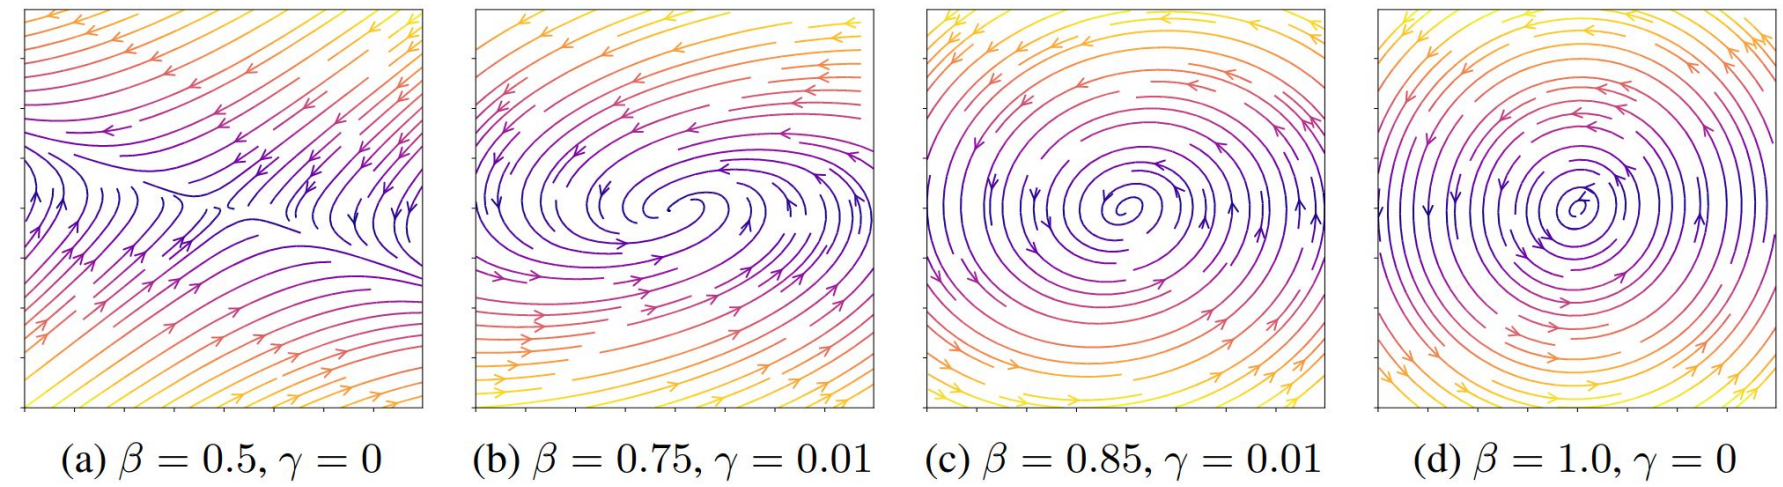 (a) β = 0.5, γ = 0
(b) β = 0.75, γ = 0.01
(c) β = 0.85, γ = 0.01
(d) β = 1.0, γ = 0